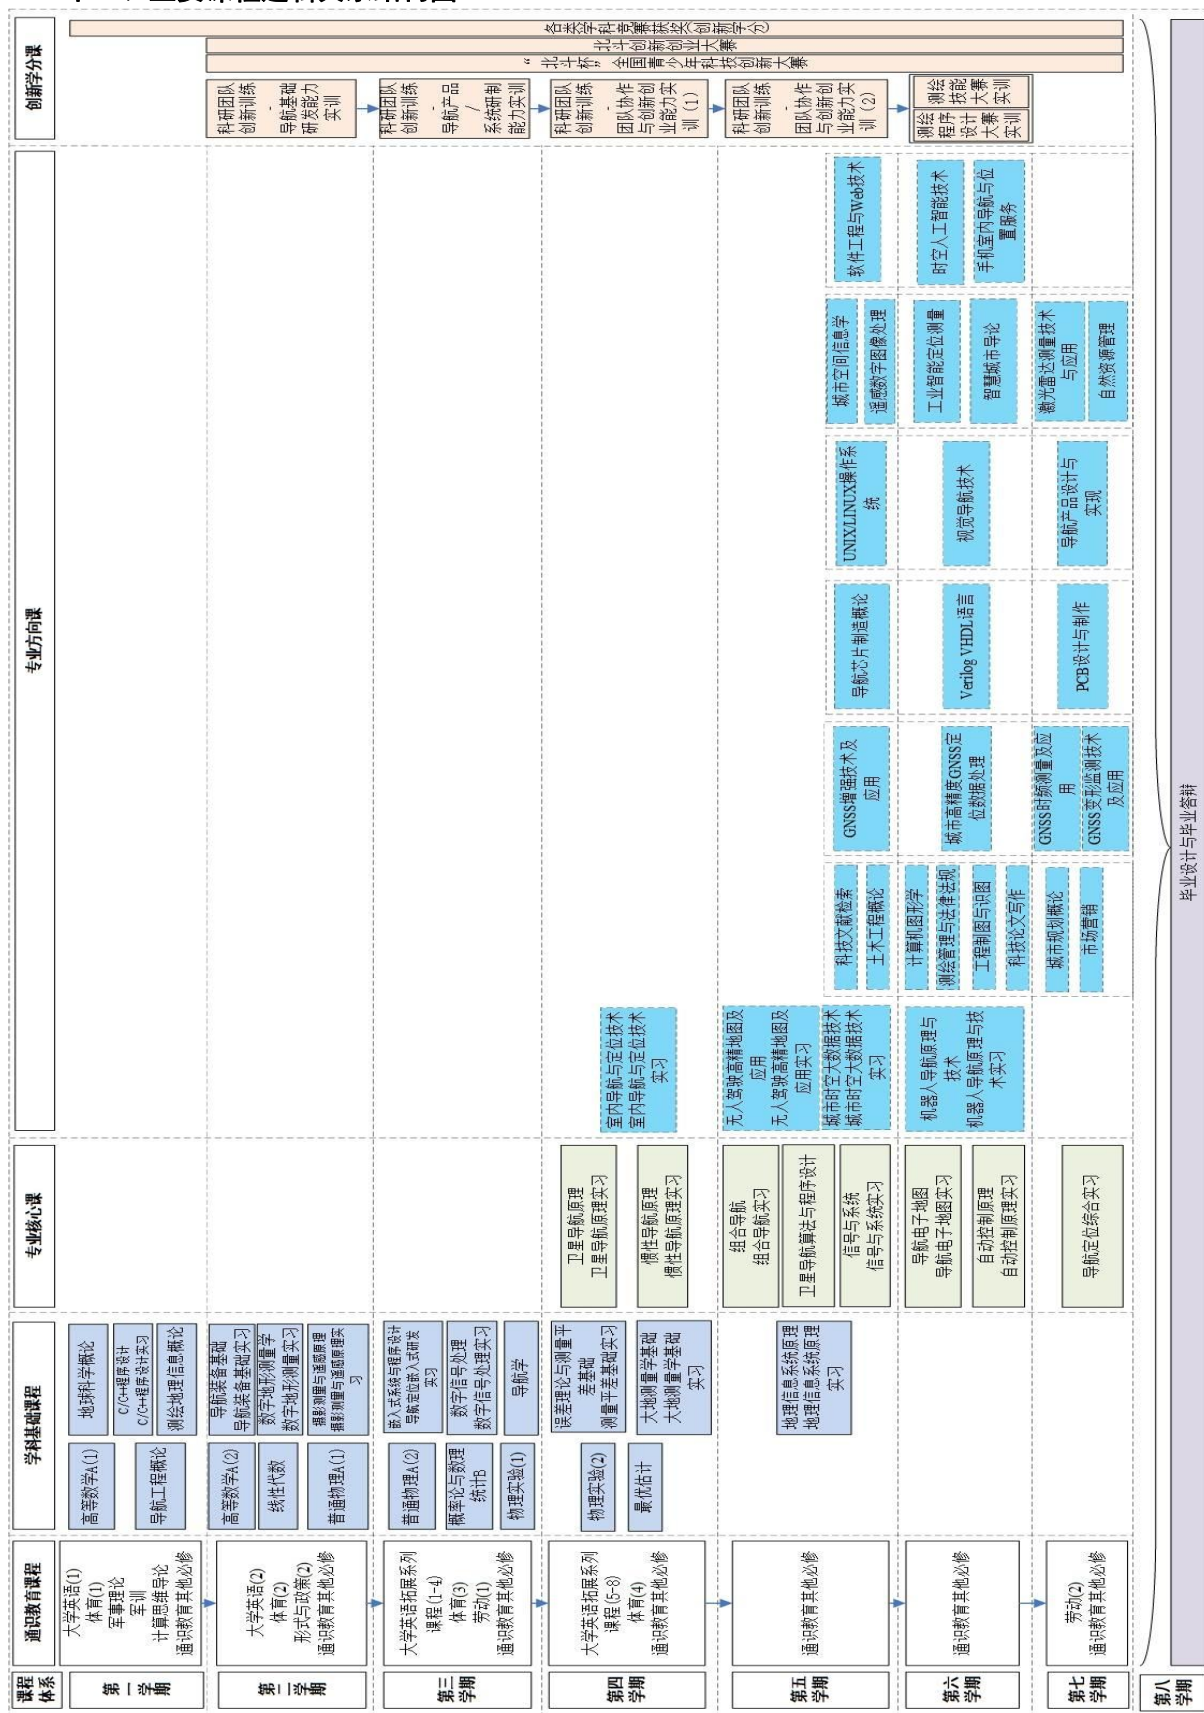 课程
体系
通识教育课程
学科基础课程
专业核心课
专业方向课
创新学分课
第一学期
大学英语(1)
体育(1)
军事理论
军训
计算思维导论
通识教育其他必修
高等数学A(1)
导航工程概论
地球科学概论
C/C++程序设计
C/C++程序设计实习
测绘地理信息概论
各类学科竞赛获奖(创新学分)
北斗创新创业大赛
“北斗杯”全国青少年科技创新大赛
第二学期
大学英语(2)
体育(2)
形式与政策(2)
通识教育其他必修
高等数学A(2)
线性代数
普通物理A(1)
导航装备基础
导航装备基础实习
数字地形测量学
数字地形测量实习
摄影测量与遥感原理
摄影测量与遥感原理实
习
科研团队
创新训练
-
导航基础
研发能力
实训
第三
学期
大学英语拓展系列
课程(1-4)
体育(3)
劳动(1)
通识教育其他必修
普通物理A(2)
概率论与数理
统计B
物理实验(1)
嵌入式系统与程序设计
导航定位嵌入式研发
实习
数字信号处理
数字信号处理实习
导航学
科研团队
创新训练
-
导航产品
/
系统研制
能力实训
第四
学期
大学英语拓展系列
课程(5-8)
体育(4)
通识教育其他必修
物理实验(2)
最优估计
误差理论与测量平
差基础
测量平差基础实习
大地测量学基础
大地测量学基础
实习
卫星导航原理
卫星导航原理实习
惯性导航原理
惯性导航原理实习
室内导航与定位技术
室内导航与定位技术
实习
科研团队
创新训练
-
团队协作
与创新创
业能力实
训（1）
第五
学期
通识教育其他必修
地理信息系统原理
地理信息系统原理
实习
组合导航
组合导航实习
卫星导航算法与程序设计
信号与系统
信号与系统实习
无人驾驶高精地图及
应用
无人驾驶高精地图及
应用实习
城市时空大数据技术
城市时空大数据技术
实习
科技文献检索
土木工程概论
GNSS增强技术及
应用
导航芯片制造概论
UNIX/LINUX操作系
统
城市空间信息学
遥感数字图像处理
软件工程与Web技术
科研团队
创新训练
-
团队协作
与创新创
业能力实
训（2）
第六
学期
通识教育其他必修
导航电子地图
导航电子地图实习
自动控制原理
自动控制原理实习
机器人导航原理与
技术
机器人导航原理与技
术实习
计算机图形学
测绘管理与法律法规
工程制图与识图
科技论文写作
城市高精度GNSS定
位数据处理
Verilog VHDL语言
视觉导航技术
工业智能定位测量
智慧城市导论
时空人工智能技术
手机室内导航与位
置服务
测绘
程序
设计
大赛
实训
测绘
技能
大赛
实训
第七
学期
劳动(2)
通识教育其他必修
导航定位综合实习
城市规划概论
市场营销
GNSS时频测量及应
用
GNSS变形监测技术
及应用
PCB设计与制作
导航产品设计与
实现
激光雷达测量技术
与应用
自然资源管理
第八
学期
毕业设计与毕业答辩